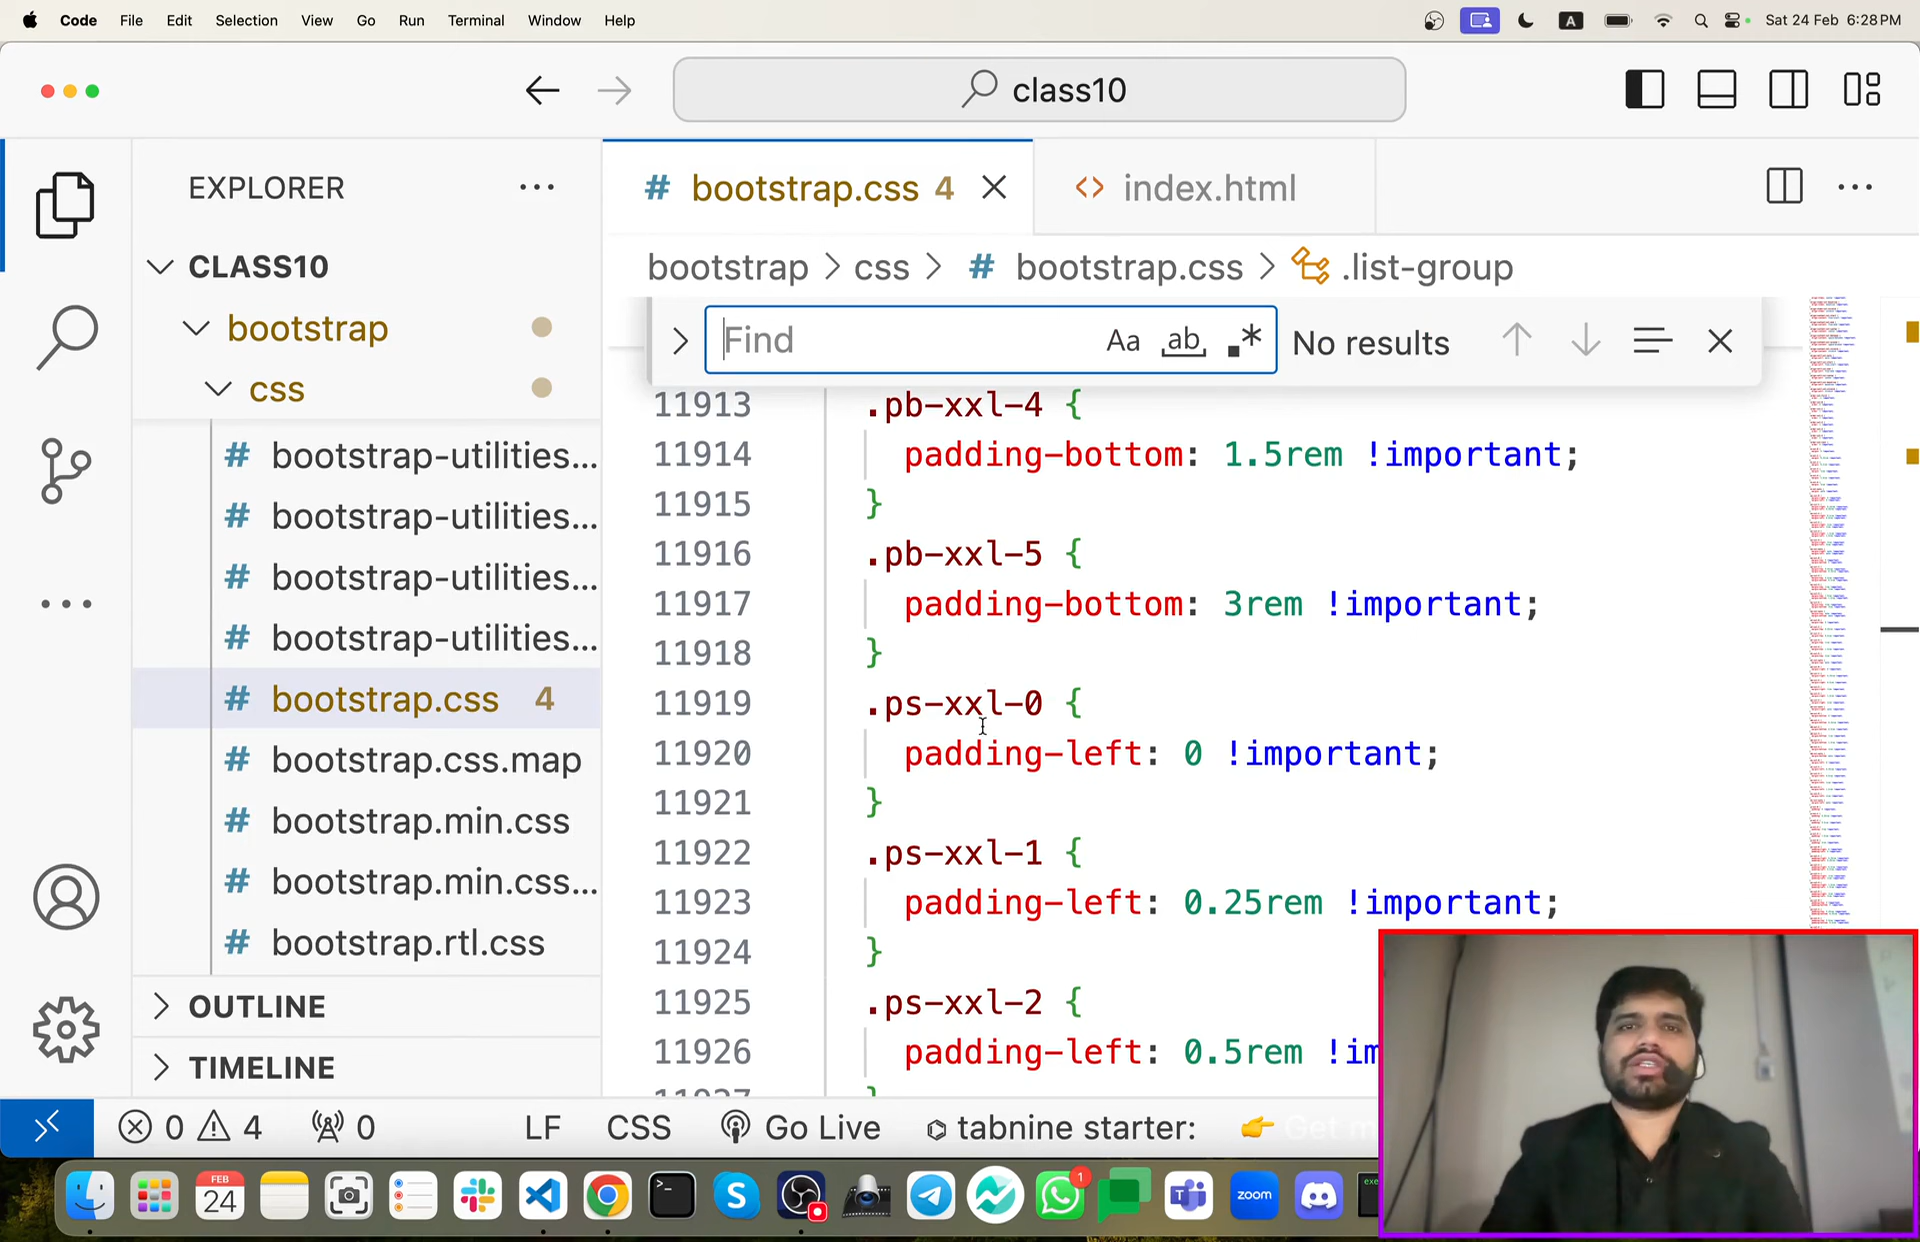 Code File Edit Selection View Go Run Terminal Window Help
A
Sat 24 Feb 6:28 PM
class10
EXPLORER ...
# bootstrap.css 4
<> index.html
CLASS10
bootstrap > css > # bootstrap.css > .list-group
bootstrap
Find Aa ab .* No results
css
# bootstrap-utilities...
# bootstrap-utilities...
# bootstrap-utilities...
# bootstrap-utilities...
# bootstrap.css 4
# bootstrap.css.map
# bootstrap.min.css
# bootstrap.min.css...
# bootstrap.rtl.css
OUTLINE
TIMELINE
11913 .pb-xxl-4 {
11914 padding-bottom: 1.5rem !important;
11915 }
11916 .pb-xxl-5 {
11917 padding-bottom: 3rem !important;
11918 }
11919 .ps-xxl-0 {
11920 padding-left: 0 !important;
11921 }
11922 .ps-xxl-1 {
11923 padding-left: 0.25rem !important;
11924 }
11925 .ps-xxl-2 {
11926 padding-left: 0.5rem !im
11927 }
0 4 0 LF CSS Go Live tabnine starter: 👉 Get m
FEB
24
S
1
zoom
exe